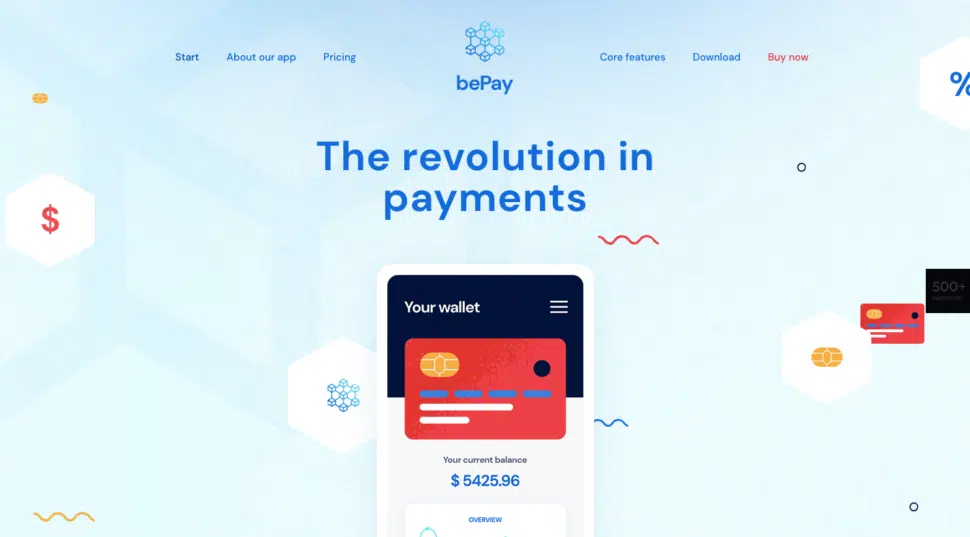 Start
About our app
Pricing
bePay
Core features
Download
Buy now
%
The revolution in
payments
$
500+
Your wallet
Your current balance
$ 5425.96
OVERVIEW